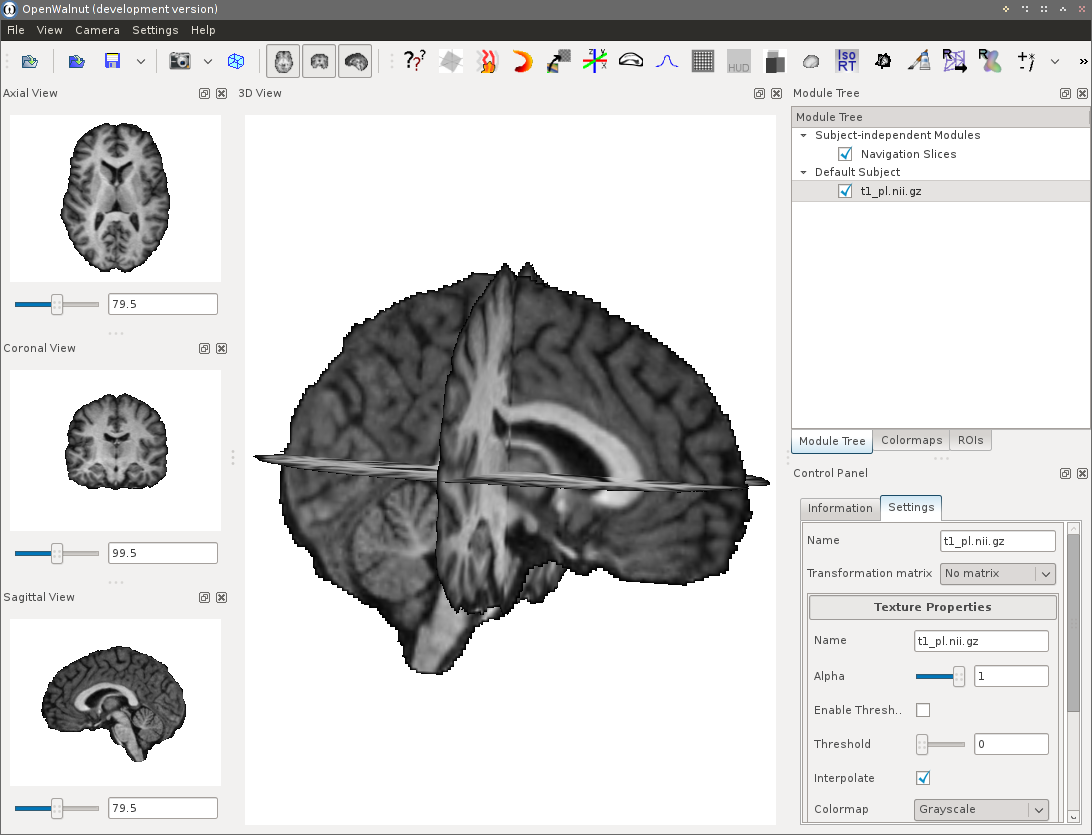 OpenWalnut (development version)
File View Camera Settings Help
HUD
ISO
RT
Axial View
79.5
Coronal View
99.5
Sagittal View
79.5
3D View
Module Tree
Module Tree
Subject-independent Modules
Navigation Slices
Default Subject
t1_pl.nii.gz
Module Tree Colormaps ROIs
Control Panel
Information Settings
Name t1_pl.nii.gz
Transformation matrix No matrix
Texture Properties
Name t1_pl.nii.gz
Alpha 1
Enable Thresh..
Threshold 0
Interpolate
Colormap Grayscale